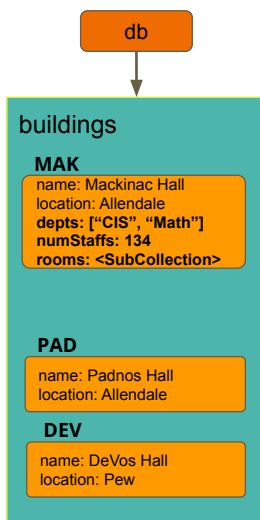 db
buildings
MAK
name: Mackinac Hall
location: Allendale
depts: [“CIS”, “Math”]
numStaffs: 134
rooms: <SubCollection>
PAD
name: Padnos Hall
location: Allendale
DEV
name: DeVos Hall
location: Pew